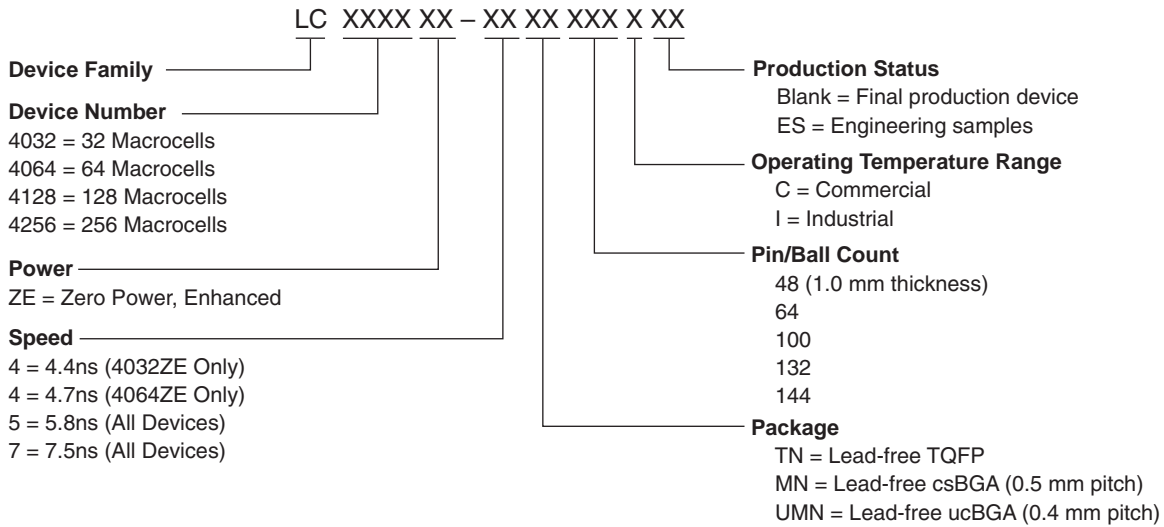 LC XXXX XX – XX XX XXX X XX
Device Family
Device Number
4032 = 32 Macrocells
4064 = 64 Macrocells
4128 = 128 Macrocells
4256 = 256 Macrocells
Power
ZE = Zero Power, Enhanced
Speed
4 = 4.4ns (4032ZE Only)
4 = 4.7ns (4064ZE Only)
5 = 5.8ns (All Devices)
7 = 7.5ns (All Devices)
Production Status
Blank = Final production device
ES = Engineering samples
Operating Temperature Range
C = Commercial
I = Industrial
Pin/Ball Count
48 (1.0 mm thickness)
64
100
132
144
Package
TN = Lead-free TQFP
MN = Lead-free csBGA (0.5 mm pitch)
UMN = Lead-free ucBGA (0.4 mm pitch)